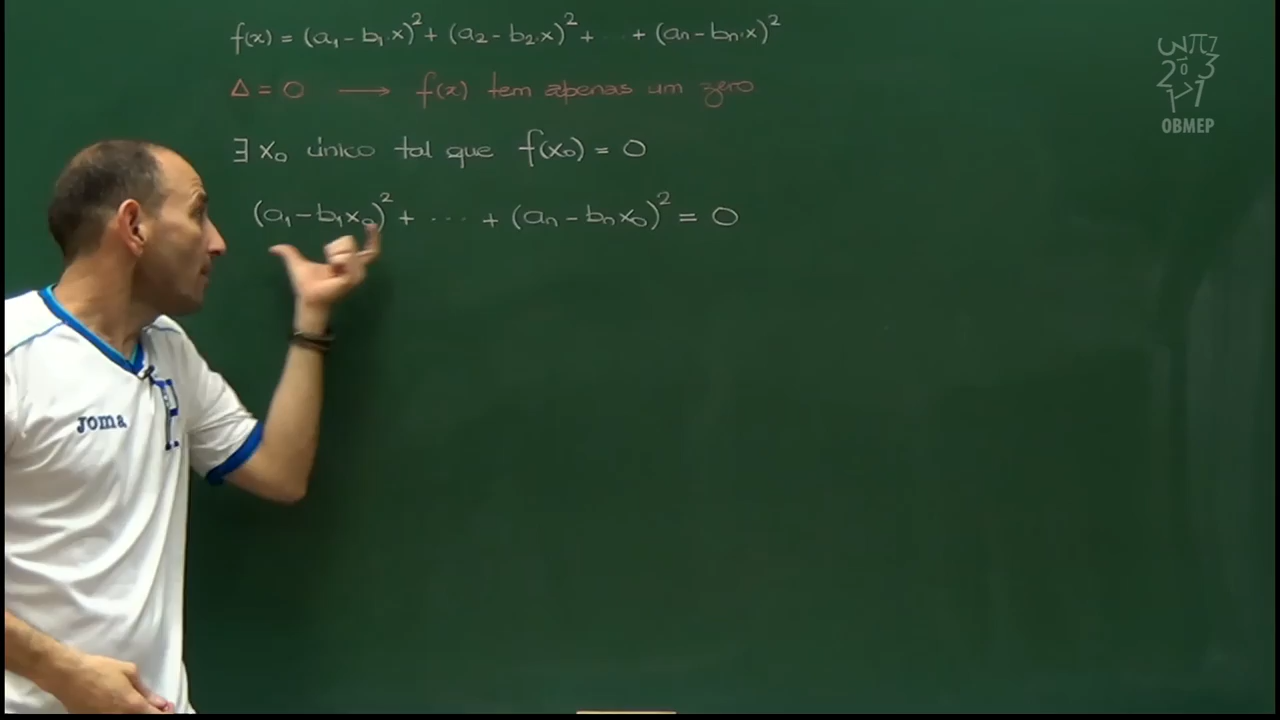 f(x) = (a₁ - b₁·x)² + (a₂ - b₂·x)² + ··· + (aₙ - bₙ·x)²
Δ = 0 → f(x) tem apenas um zero
∃ x₀ único tal que f(x₀) = 0
(a₁ - b₁x₀)² + ··· + (aₙ - bₙx₀)² = 0
OBMEP
Joma